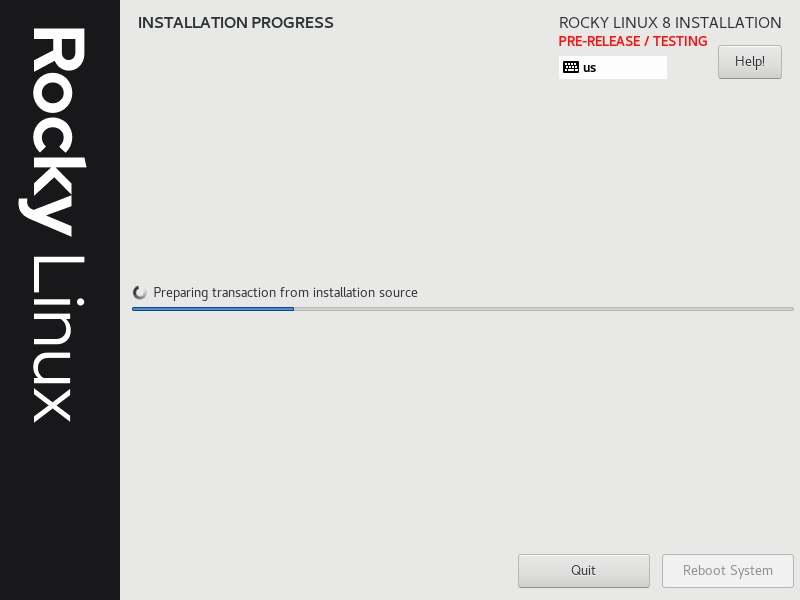 Rocky Linux
INSTALLATION PROGRESS
ROCKY LINUX 8 INSTALLATION
PRE-RELEASE / TESTING
us
Help!
Preparing transaction from installation source
Quit
Reboot System